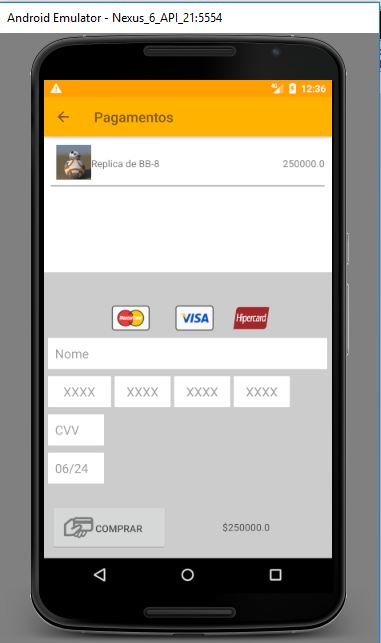 Android Emulator - Nexus_6_API_21:5554
4G 12:36
Pagamentos
Replica de BB-8 250000.0
MasterCard VISA Hipercard
Nome
XXXX XXXX XXXX XXXX
CVV
06/24
COMPRAR $250000.0